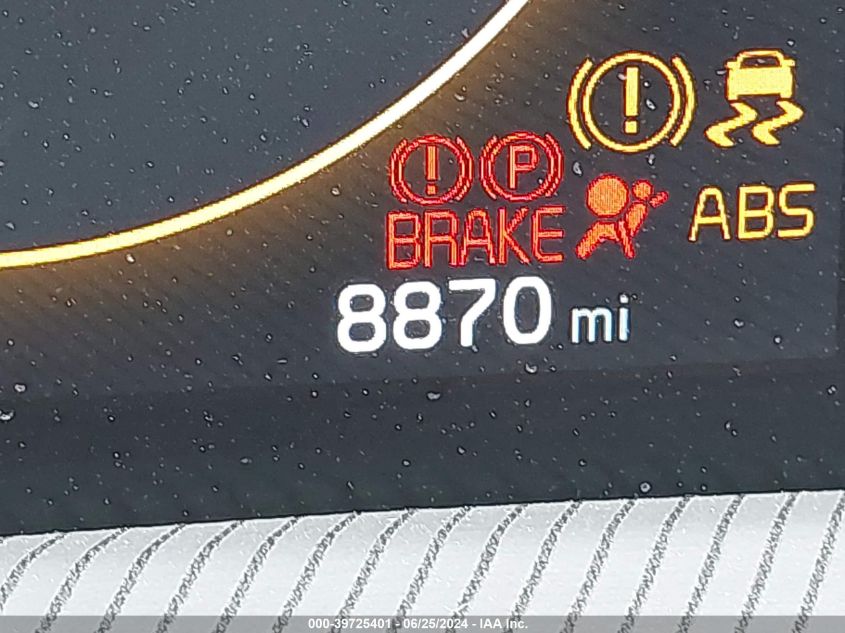 ! P
BRAKE
!
ABS
8870 mi
000-39725401 - 06/25/2024 - IAA Inc.